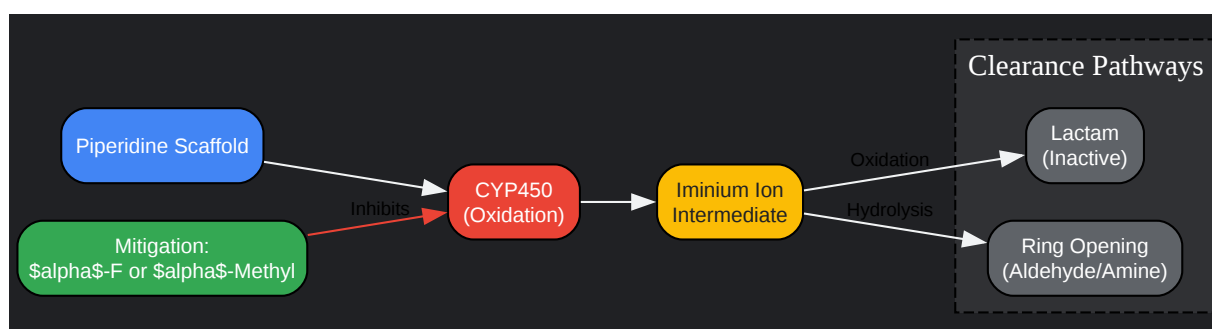 Clearance Pathways
Piperidine Scaffold
Mitigation:
$alpha$-F or $alpha$-Methyl
Inhibits
CYP450
(Oxidation)
Iminium Ion
Intermediate
Oxidation
Hydrolysis
Lactam
(Inactive)
Ring Opening
(Aldehyde/Amine)